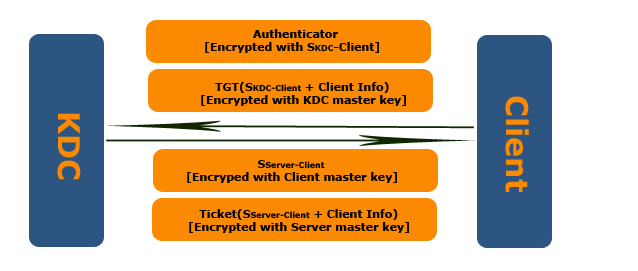 Authenticator
[Encrypted with SKDC-Client]
TGT(SKDC-Client + Client Info)
[Encrypted with KDC master key]
KDC
Client
SServer-Client
[Encryped with Client master key]
Ticket(SServer-Client + Client Info)
[Encrypted with Server master key]